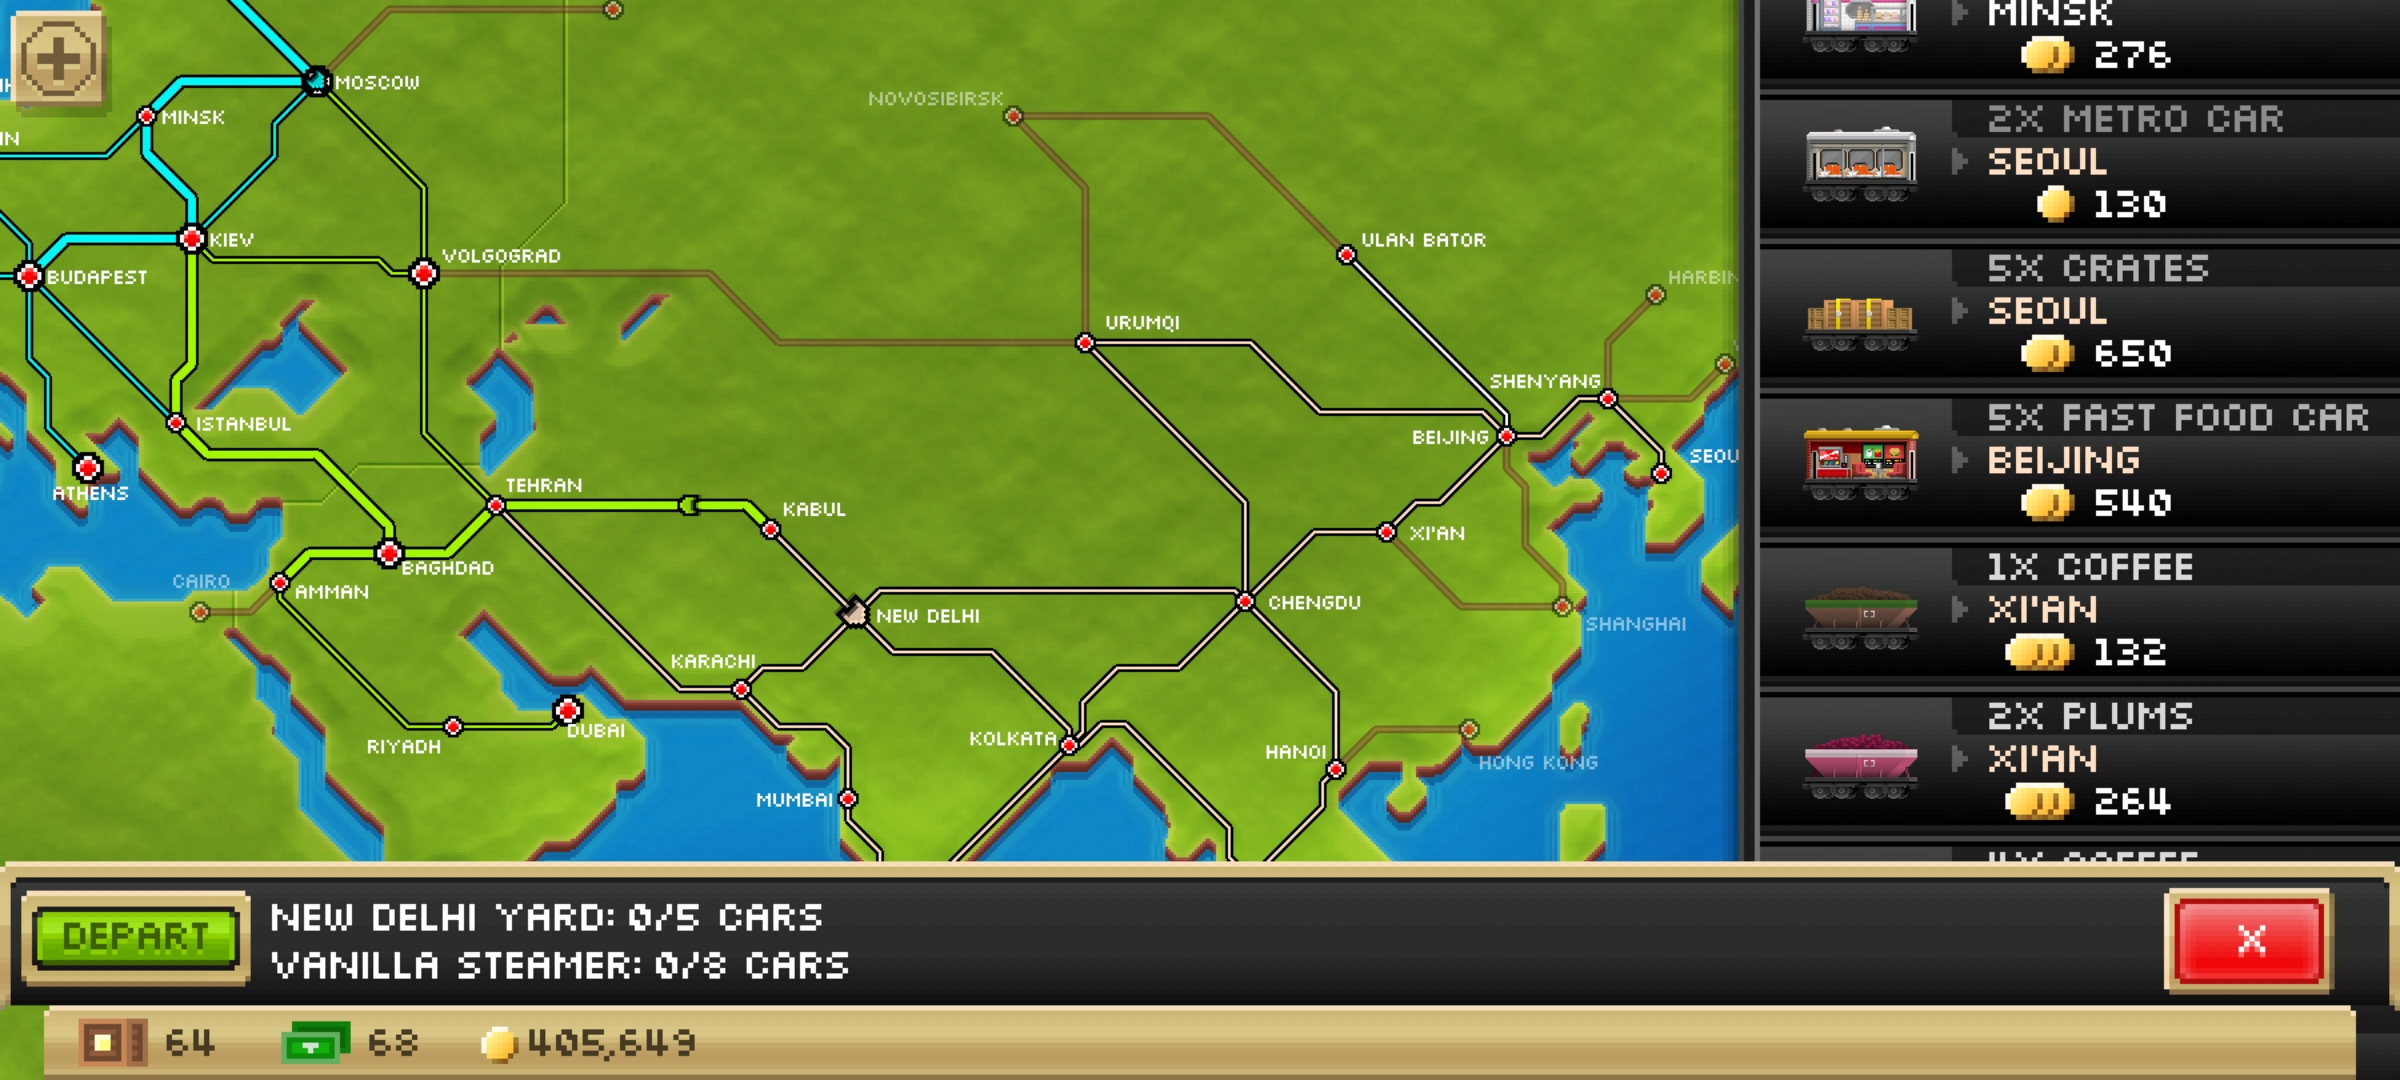 MOSCOW
NOVOSIBIRSK
MINSK
IN
KIEV
VOLGOGRAD
ULAN BATOR
BUDAPEST
HARBIN
URUMQI
SHENYANG
ISTANBUL
BEIJING
SEOU
ATHENS
TEHRAN
KABUL
XI'AN
BAGHDAD
CAIRO
AMMAN
CHENGDU
NEW DELHI
SHANGHAI
KARACHI
RIYADH
DUBAI
KOLKATA
HANOI
HONG KONG
MUMBAI
MINSK
276
2X METRO CAR
SEOUL
130
5X CRATES
SEOUL
650
5X FAST FOOD CAR
BEIJING
540
1X COFFEE
XI'AN
132
2X PLUMS
XI'AN
264
DEPART
NEW DELHI YARD: 0/5 CARS
VANILLA STEAMER: 0/8 CARS
X
64
68
405,649